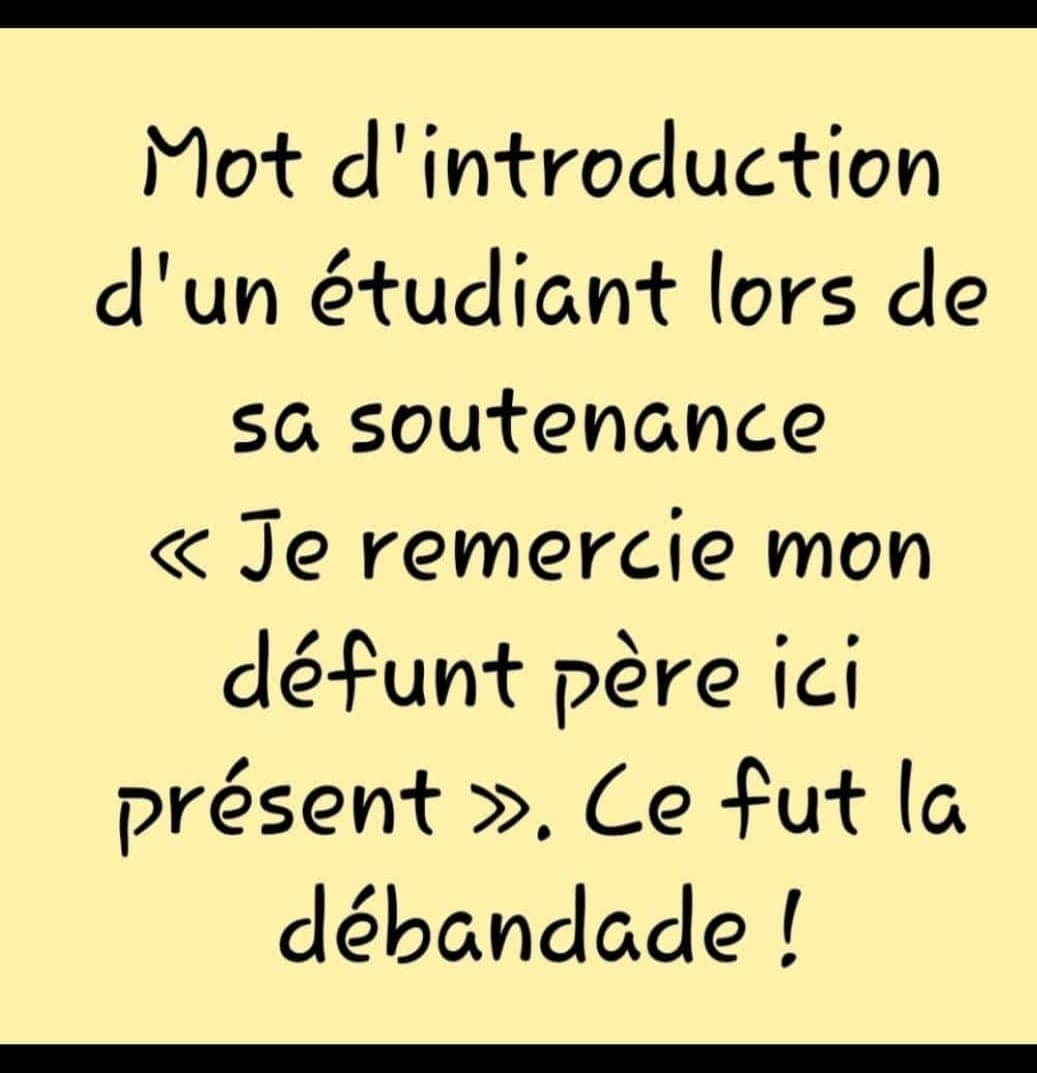 Mot d'introduction
d'un étudiant lors de
sa soutenance
« Je remercie mon
défunt père ici
présent ». Ce fut la
débandade !